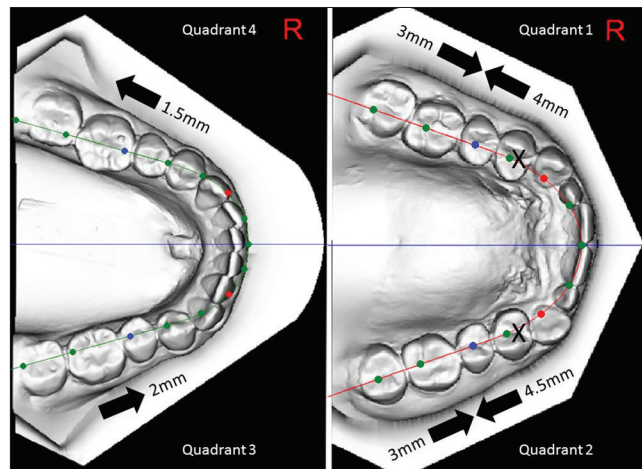 Quadrant 4 R
1.5mm
2mm
Quadrant 3
Quadrant 1 R
3mm
4mm
X
X
4.5mm
3mm
Quadrant 2